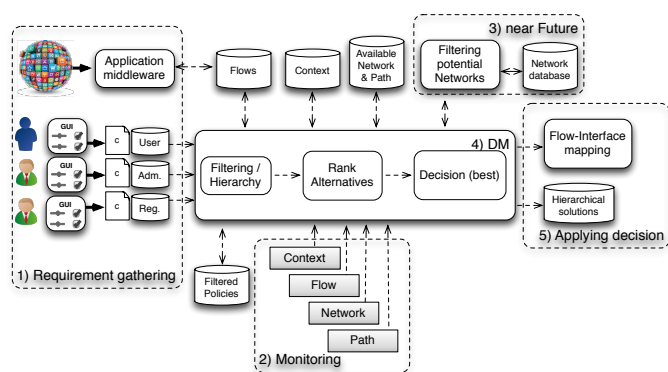 Application
middleware
Flows
Context
Available
Network
& Path
3) near Future
Filtering
potential
Networks
Network
database
GUI
c
User
GUI
c
Adm.
GUI
c
Reg.
1) Requirement gathering
4) DM
Filtering /
Hierarchy
Rank
Alternatives
Decision (best)
Flow-Interface
mapping
Hierarchical
solutions
5) Applying decision
Filtered
Policies
Context
Flow
Network
Path
2) Monitoring